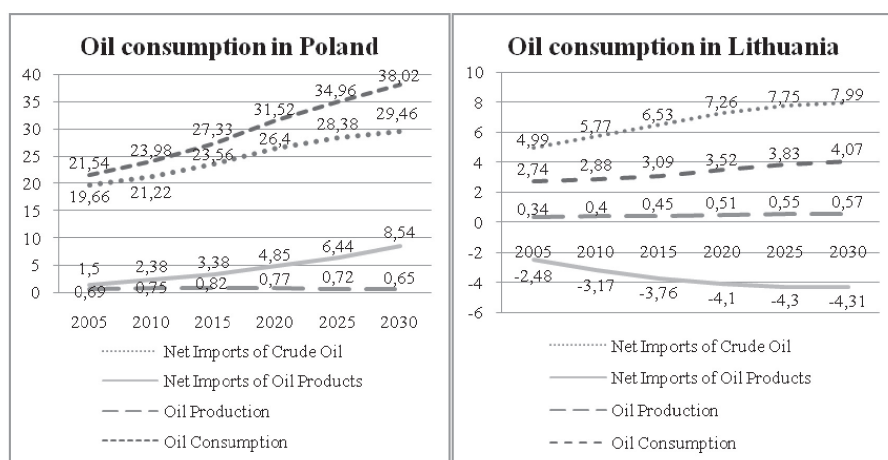 Oil consumption in Poland
40
35
30
25
20
15
10
5
0
21,54 23,98 27,33 31,52 34,96 38,02
19,66 21,22 23,56 26,4 28,38 29,46
1,5 2,38 3,38 4,85 6,44 8,54
0,69 0,75 0,82 0,77 0,72 0,65
2005 2010 2015 2020 2025 2030
Net Imports of Crude Oil
Net Imports of Oil Products
Oil Production
Oil Consumption
Oil consumption in Lithuania
10
8
6
4
2
0
-2
-4
-6
4,99 5,77 6,53 7,26 7,75 7,99
2,74 2,88 3,09 3,52 3,83 4,07
0,34 0,4 0,45 0,51 0,55 0,57
2005 2010 2015 2020 2025 2030
-2,48 -3,17 -3,76 -4,1 -4,3 -4,31
Net Imports of Crude Oil
Net Imports of Oil Products
Oil Production
Oil Consumption